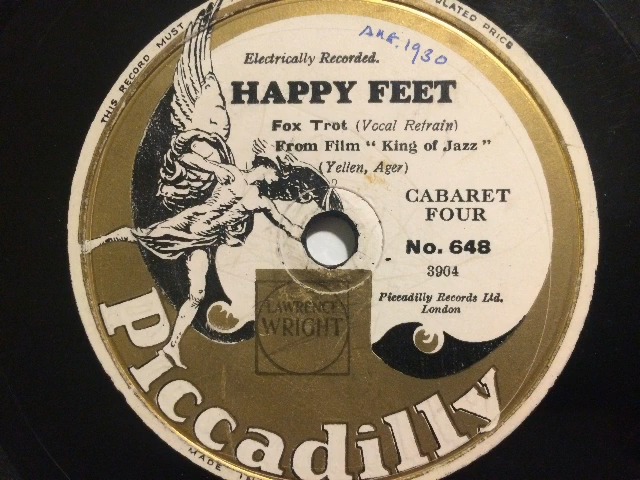 THIS RECORD MUST
ULATED PRICE
Aug. 1930
Electrically Recorded.
HAPPY FEET
Fox Trot (Vocal Refrain)
From Film “ King of Jazz ”
(Yellen, Ager)
CABARET
FOUR
No. 648
3904
Piccadilly Records Ltd.
London
LAWRENCE
WRIGHT
Piccadilly
MADE IN